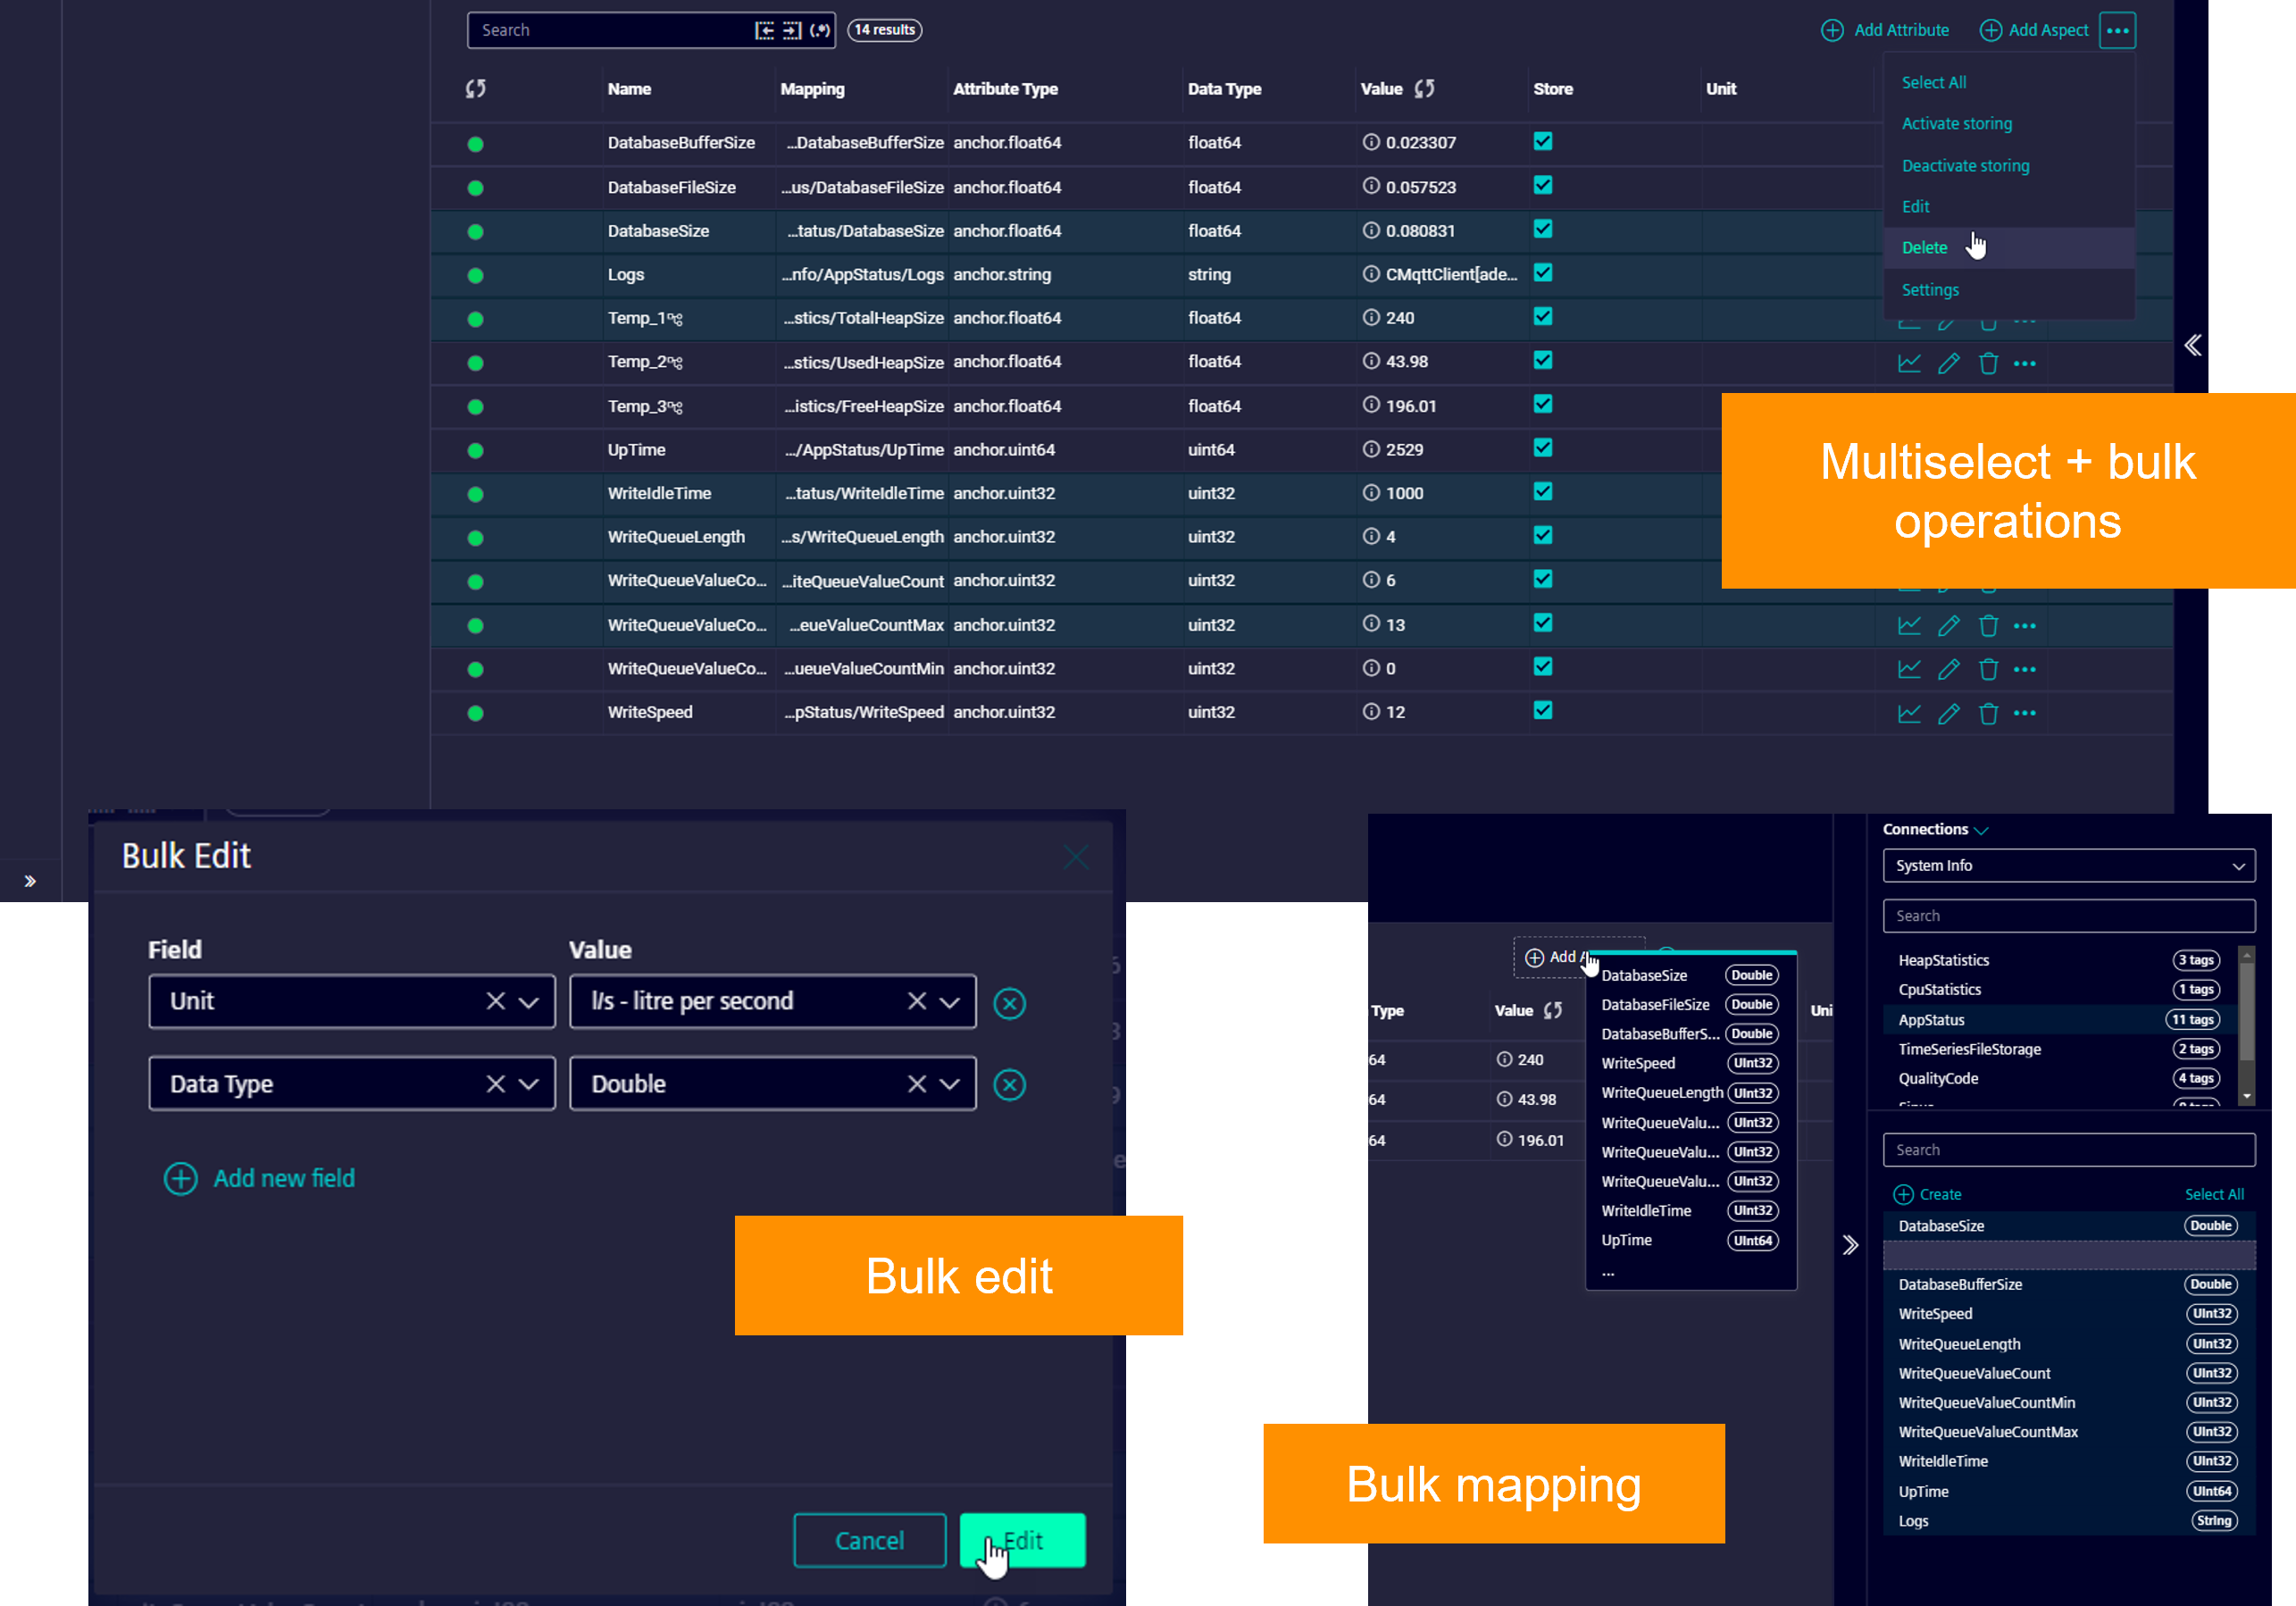 Search (.*) 14 results Add Attribute Add Aspect ...
Name Mapping Attribute Type Data Type Value Store Unit
DatabaseBufferSize ...DatabaseBufferSize anchor.float64 float64 0.023307
DatabaseFileSize ...us/DatabaseFileSize anchor.float64 float64 0.057523
DatabaseSize ...tatus/DatabaseSize anchor.float64 float64 0.080831
Logs ...nfo/AppStatus/Logs anchor.string string CMqttClient[ade...
Temp_1 ...stics/TotalHeapSize anchor.float64 float64 240
Temp_2 ...stics/UsedHeapSize anchor.float64 float64 43.98
Temp_3 ...istics/FreeHeapSize anchor.float64 float64 196.01
UpTime .../AppStatus/UpTime anchor.uint64 uint64 2529
WriteIdleTime ...tatus/WriteIdleTime anchor.uint32 uint32 1000
WriteQueueLength ...s/WriteQueueLength anchor.uint32 uint32 4
WriteQueueValueCo... ...iteQueueValueCount anchor.uint32 uint32 6
WriteQueueValueCo... ...eueValueCountMax anchor.uint32 uint32 13
WriteQueueValueCo... ...ueueValueCountMin anchor.uint32 uint32 0
WriteSpeed ...pStatus/WriteSpeed anchor.uint32 uint32 12
Select All
Activate storing
Deactivate storing
Edit
Delete
Settings
Multiselect + bulk
operations
Bulk Edit
Field Value
Unit l/s - litre per second
Data Type Double
Add new field
Bulk edit
Cancel Edit
Add A
Type Value Uni
64 240
64 43.98
64 196.01
DatabaseSize Double
DatabaseFileSize Double
DatabaseBufferS... Double
WriteSpeed UInt32
WriteQueueLength UInt32
WriteQueueValu... UInt32
WriteQueueValu... UInt32
WriteQueueValu... UInt32
WriteIdleTime UInt32
UpTime UInt64
...
Bulk mapping
Connections
System Info
Search
HeapStatistics 3 tags
CpuStatistics 1 tags
AppStatus 11 tags
TimeSeriesFileStorage 2 tags
QualityCode 4 tags
Search
Create Select All
DatabaseSize Double
DatabaseBufferSize Double
WriteSpeed UInt32
WriteQueueLength UInt32
WriteQueueValueCount UInt32
WriteQueueValueCountMin UInt32
WriteQueueValueCountMax UInt32
WriteIdleTime UInt32
UpTime UInt64
Logs String